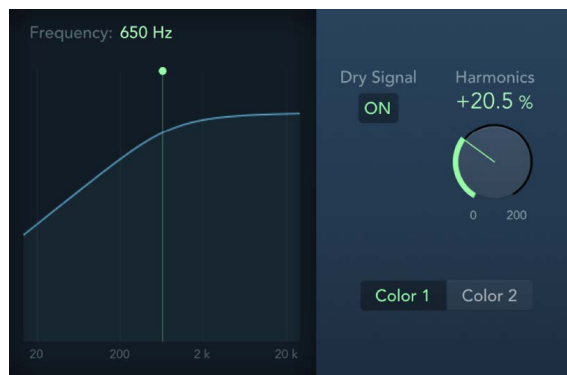 Frequency: 650 Hz
Dry Signal
ON
Harmonics
+20.5 %
0 200
Color 1 Color 2
20 200 2 k 20 k